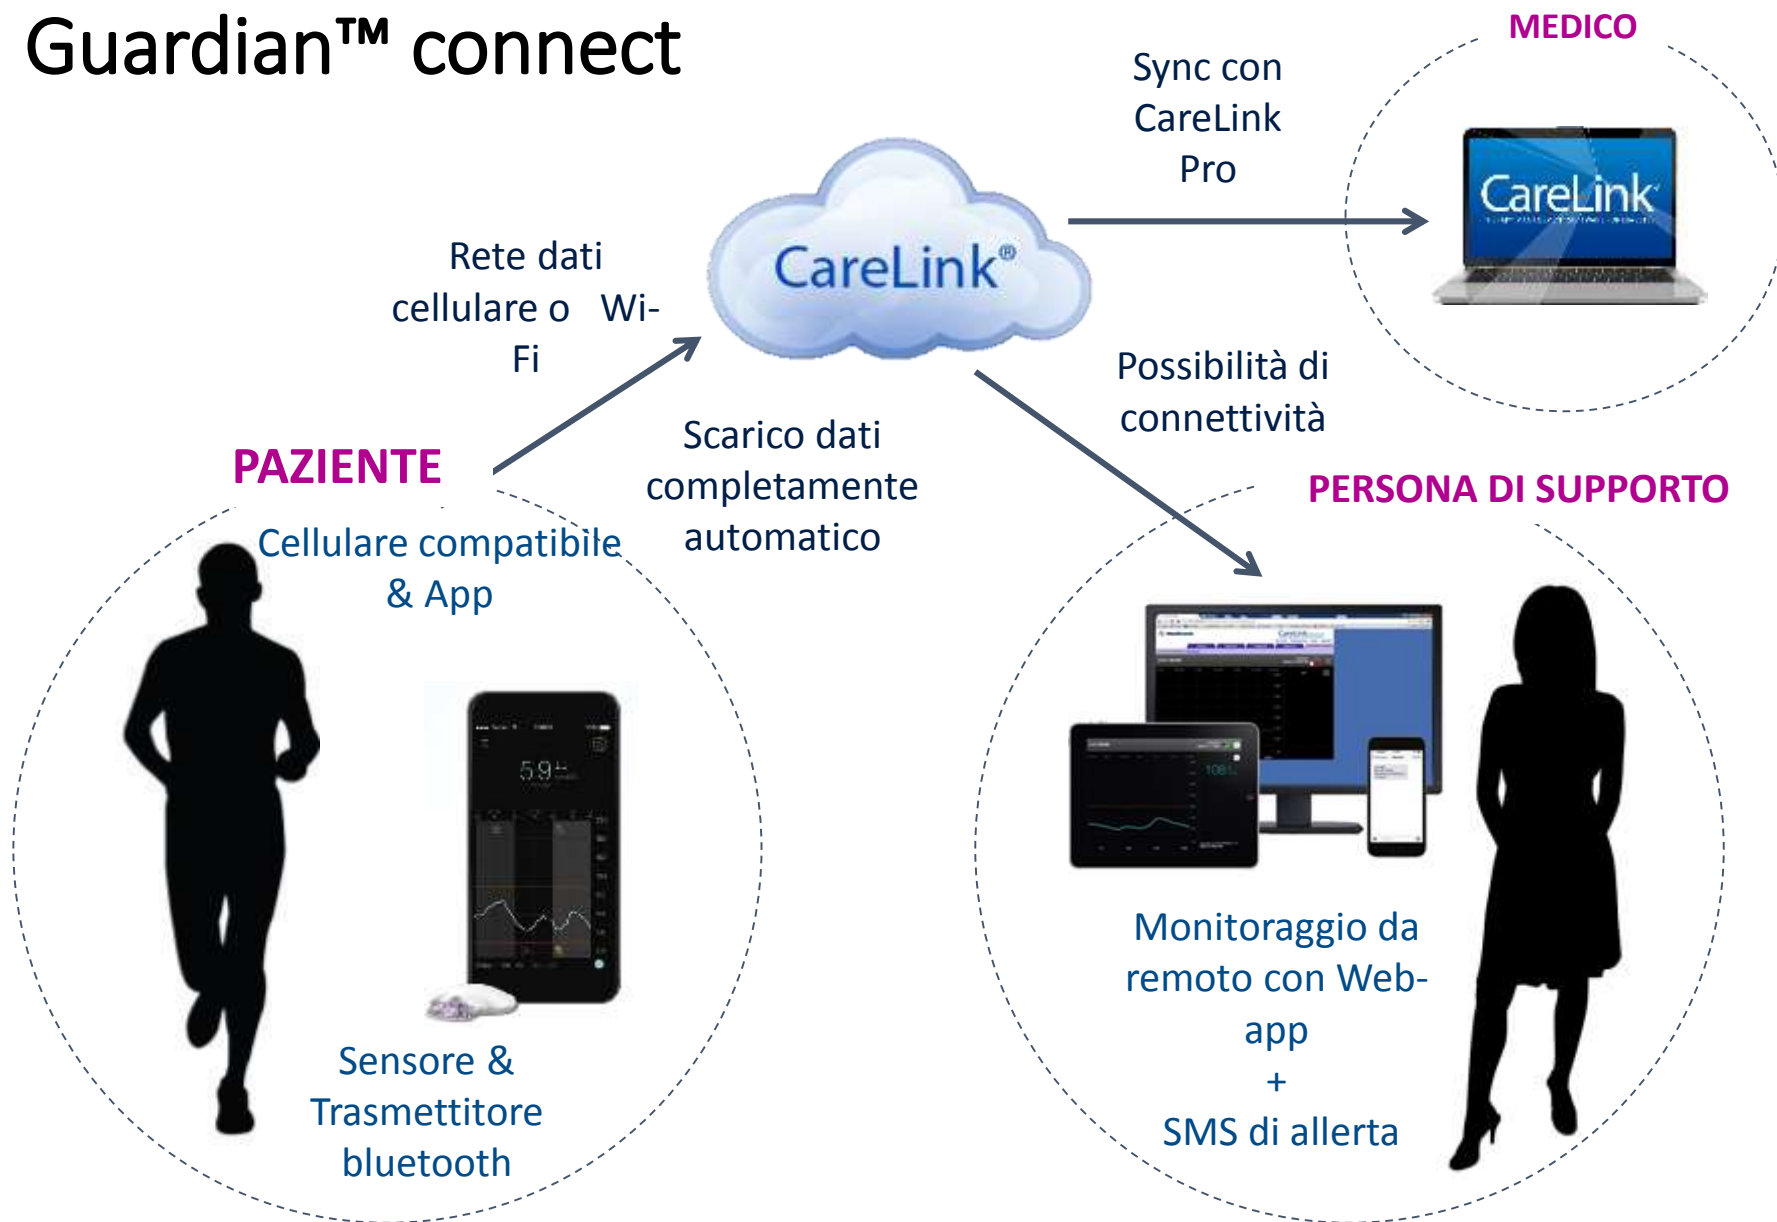 Guardian™ connect
MEDICO
Sync con
CareLink
Pro
CareLink
CareLink®
Rete dati
cellulare o Wi-
Fi
Possibilità di
connettività
Scarico dati
completamente
automatico
PAZIENTE
Cellulare compatibile
& App
5.9
Sensore &
Trasmettitore
bluetooth
PERSONA DI SUPPORTO
CareLink
108
Monitoraggio da
remoto con Web-
app
+
SMS di allerta